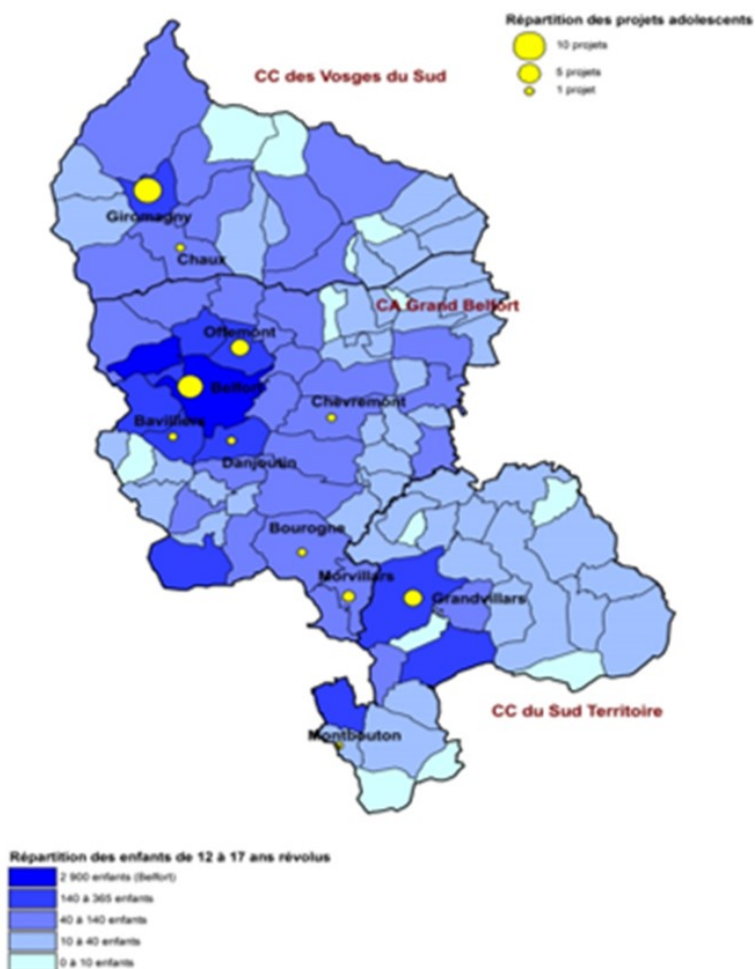 Répartition des projets adolescents
10 projets
5 projets
1 projet
CC des Vosges du Sud
Giromagny
Chaux
CA Grand Belfort
Offemont
Belfort
Chèvremont
Bavilliers
Danjoutin
Bourogne
Morvillars
Grandvillars
CC du Sud Territoire
Montbouton
Répartition des enfants de 12 à 17 ans révolus
2 900 enfants (Belfort)
140 à 365 enfants
40 à 140 enfants
10 à 40 enfants
0 à 10 enfants